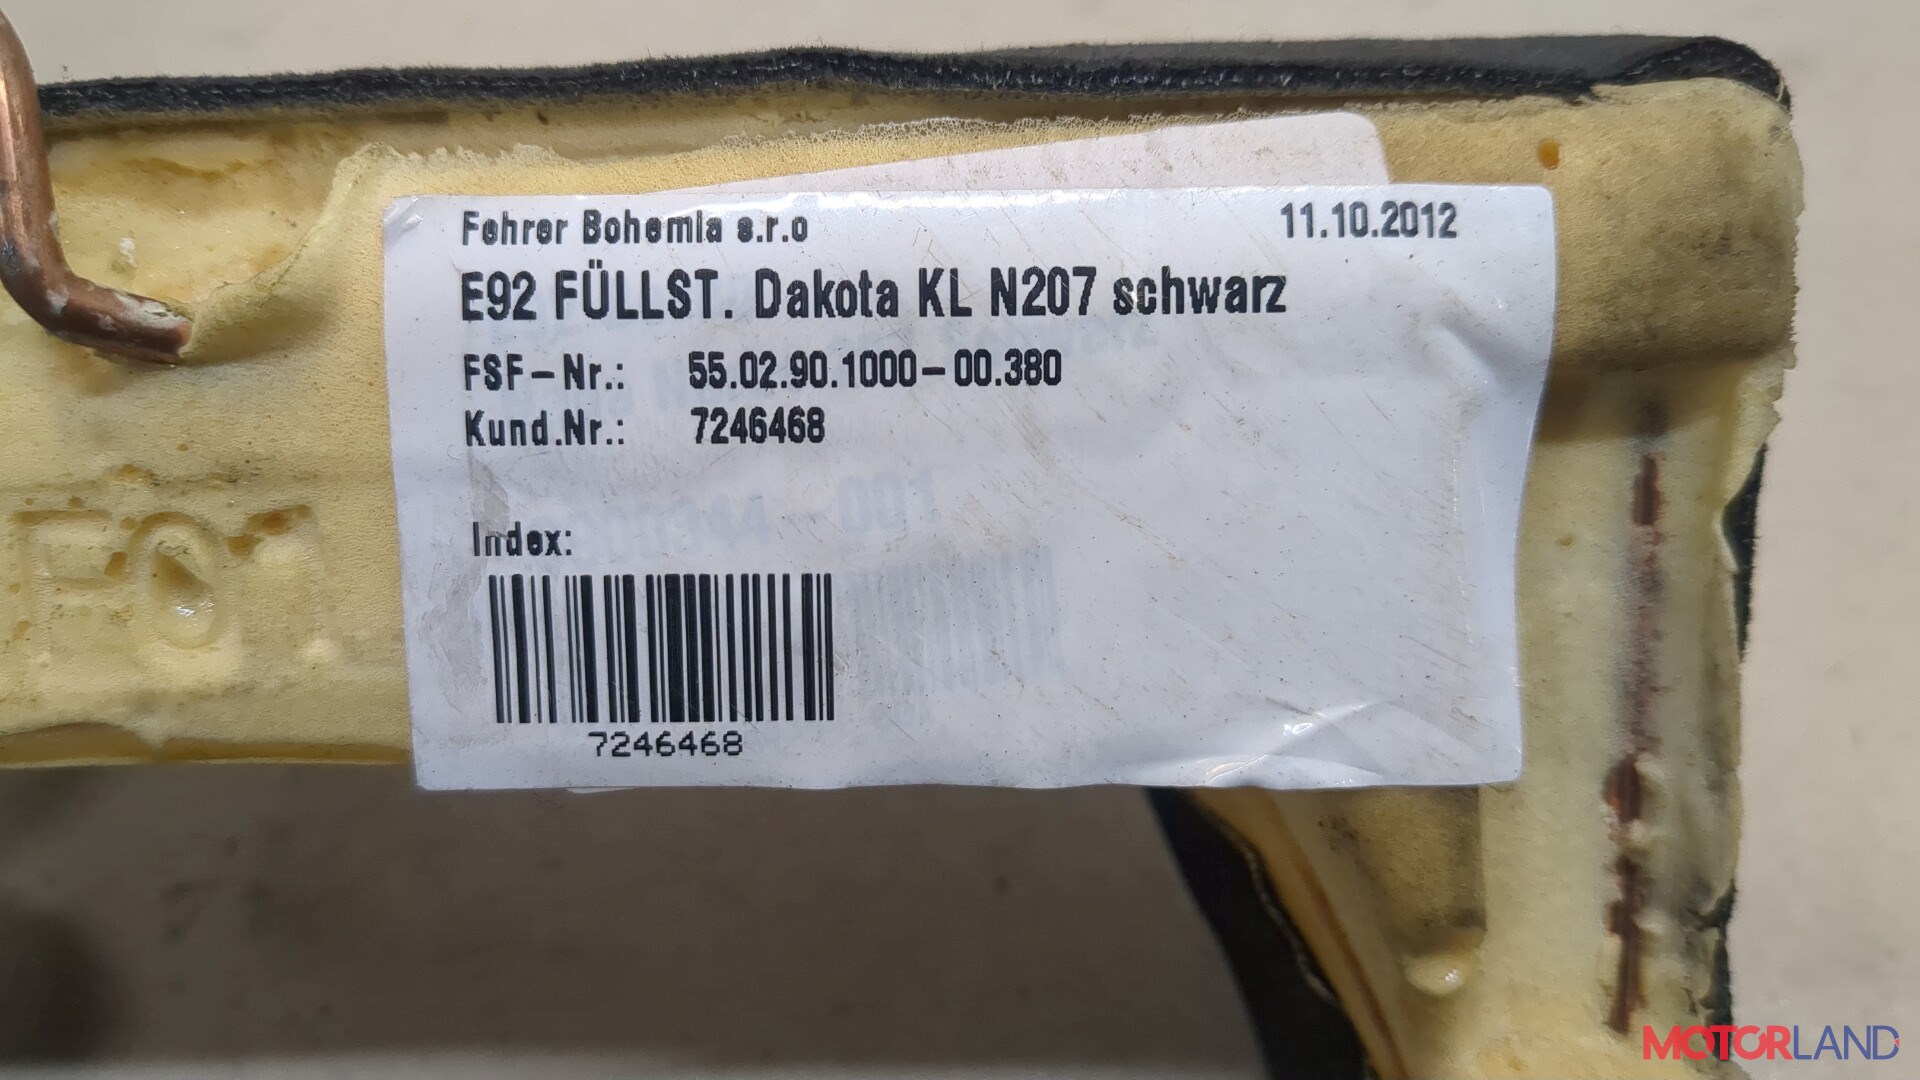 Fehrer Bohemia s.r.o 11.10.2012
E92 FÜLLST. Dakota KL N207 schwarz
FSF-Nr.: 55.02.90.1000-00.380
Kund.Nr.: 7246468
Index:
7246468
F01
MOTORLAND